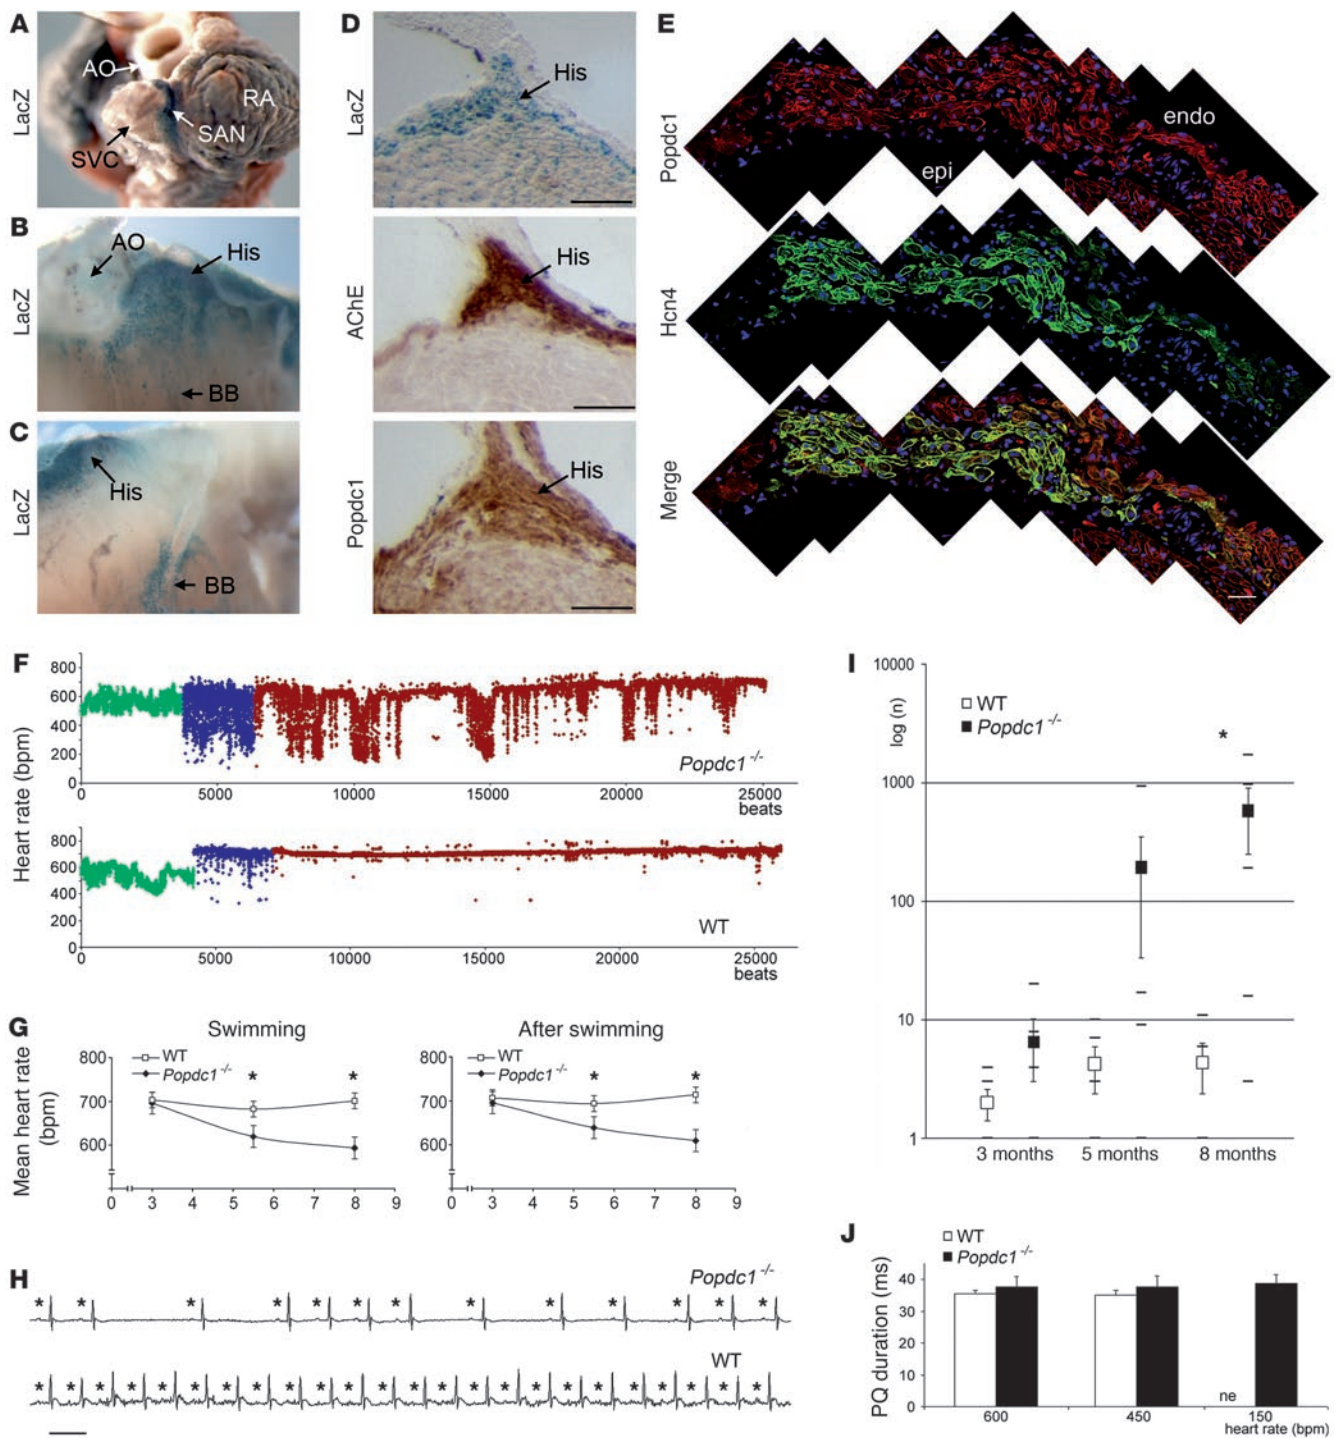 A
LacZ
AO
RA
SAN
SVC
B
LacZ
AO
His
BB
C
LacZ
His
BB
D
LacZ
His
AChE
His
Popdc1
His
E
Popdc1
endo
epi
Hcn4
Merge
F
Heart rate (bpm)
800
600
400
200
0
0 5000 10000 15000 20000 25000
beats
Popdc1 -/-
800
600
400
200
0
0 5000 10000 15000 20000 25000
beats
WT
G
Mean heart rate (bpm)
Swimming
WT
Popdc1 -/-
800
700
600
* *
0 3 4 5 6 7 8 9
After swimming
WT
Popdc1 -/-
800
700
600
* *
0 3 4 5 6 7 8 9
H
Popdc1 -/-
* * * * * * * * * * * * *
WT
* * * * * * * * * * * * * * * * * * * * * * * *
I
log (n)
10000
1000
100
10
1
WT
Popdc1 -/-
*
3 months 5 months 8 months
J
PQ duration (ms)
WT
Popdc1 -/-
40
30
20
10
0
ne
600 450 150
heart rate (bpm)